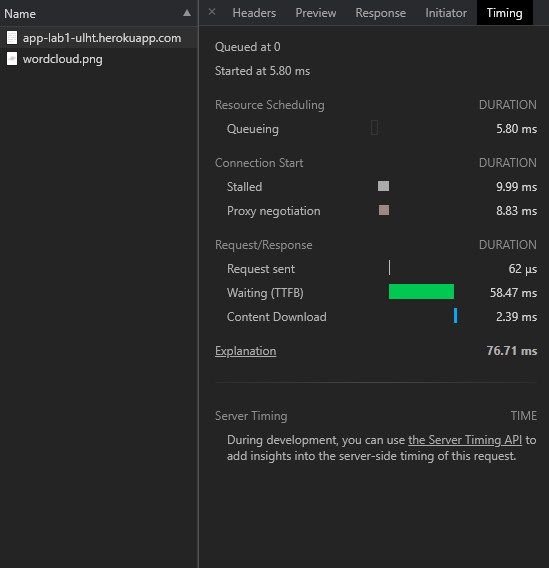 Name
app-lab1-ulht.herokuapp.com
wordcloud.png
Headers Preview Response Initiator Timing
Queued at 0
Started at 5.80 ms
Resource Scheduling DURATION
Queueing 5.80 ms
Connection Start DURATION
Stalled 9.99 ms
Proxy negotiation 8.83 ms
Request/Response DURATION
Request sent 62 μs
Waiting (TTFB) 58.47 ms
Content Download 2.39 ms
Explanation 76.71 ms
Server Timing TIME
During development, you can use the Server Timing API to
add insights into the server-side timing of this request.